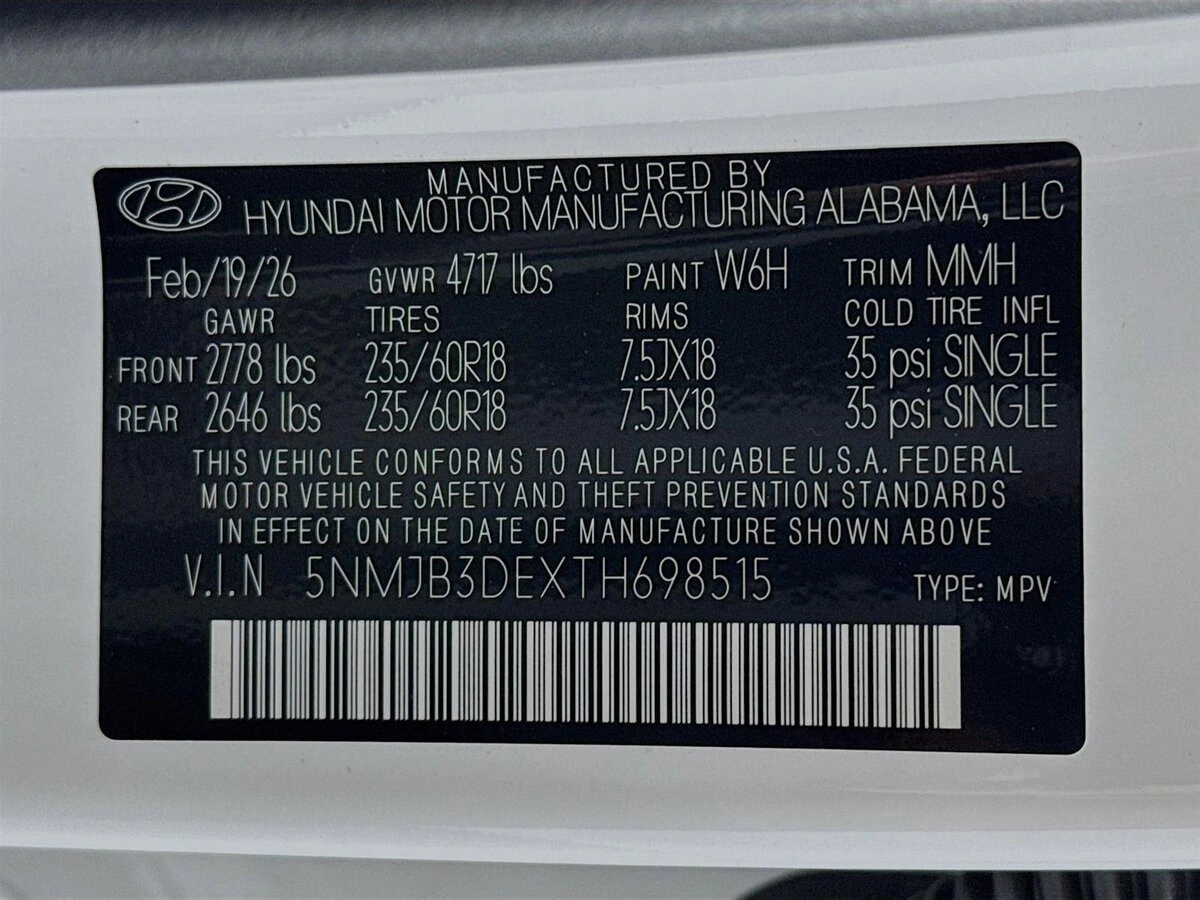 MANUFACTURED BY
HYUNDAI MOTOR MANUFACTURING ALABAMA, LLC
Feb/19/26 GVWR 4717 lbs PAINT W6H TRIM MMH
GAWR TIRES RIMS COLD TIRE INFL
FRONT 2778 lbs 235/60R18 7.5JX18 35 psi SINGLE
REAR 2646 lbs 235/60R18 7.5JX18 35 psi SINGLE
THIS VEHICLE CONFORMS TO ALL APPLICABLE U.S.A. FEDERAL
MOTOR VEHICLE SAFETY AND THEFT PREVENTION STANDARDS
IN EFFECT ON THE DATE OF MANUFACTURE SHOWN ABOVE
V.I.N 5NMJB3DEXTH698515 TYPE: MPV